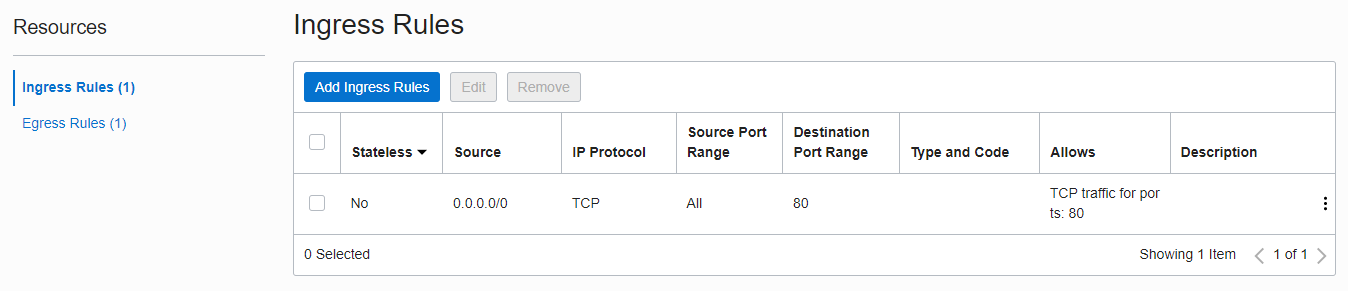 Resources
Ingress Rules (1)
Egress Rules (1)
Ingress Rules
Add Ingress Rules Edit Remove
Stateless Source IP Protocol Source Port Range Destination Port Range Type and Code Allows Description
No 0.0.0.0/0 TCP All 80 TCP traffic for por
ts: 80
0 Selected Showing 1 Item 1 of 1